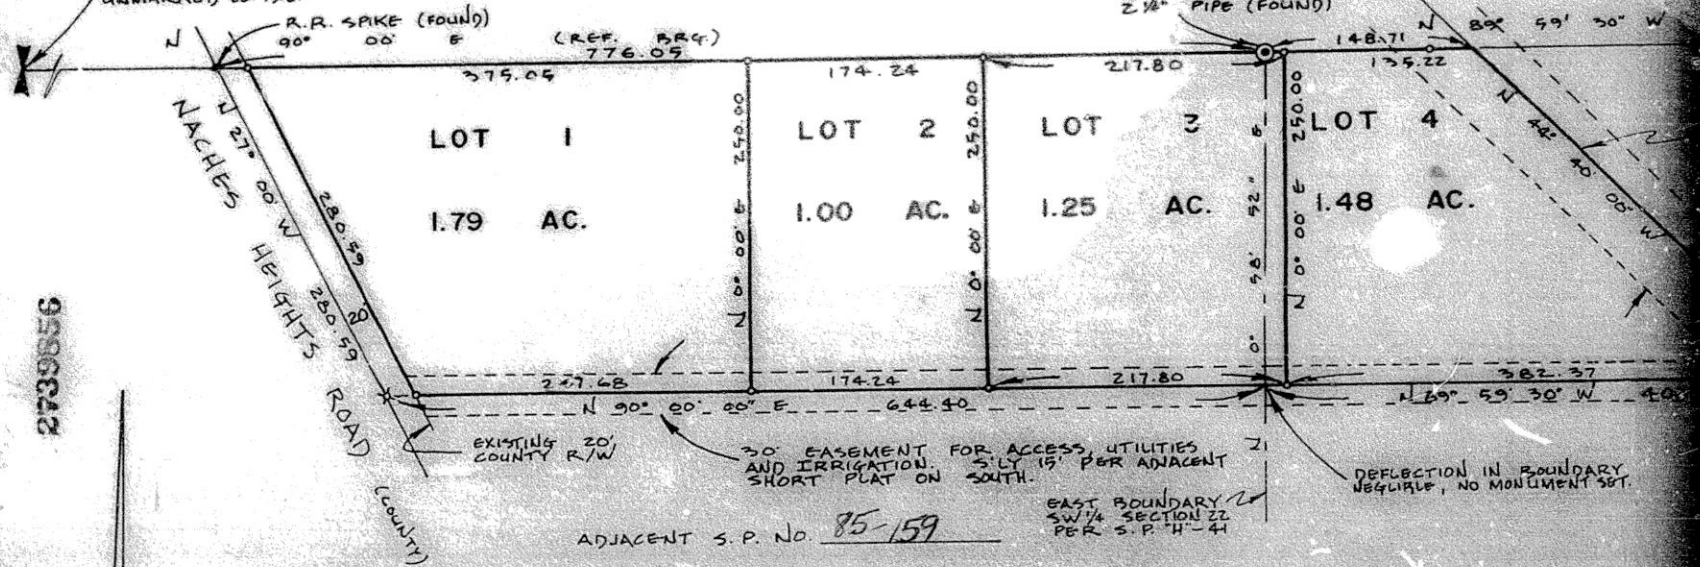 R.R. SPIKE (FOUND)
2 1/2" PIPE (FOUND)
N 90° 00' E (REF. BRG.)
776.05
N 89° 59' 30" W
148.71
375.05
174.24
217.80
135.22
LOT 1
1.79 AC.
LOT 2
1.00 AC.
LOT 3
1.25 AC.
LOT 4
1.48 AC.
250.00
N 0° 00' E
250.00
N 0° 00' E
250.00
N 0° 00' E
N 0° 58' 52" E
N 44° 40' 00" W
N 27° 00' W
280.59
280.59
20
NACHES HEIGHTS ROAD
(COUNTY)
2739856
174.24
217.80
382.37
N 90° 00' 00" E
644.40
N 89° 59' 30" W
EXISTING 20'
COUNTY R/W
30' EASEMENT FOR ACCESS, UTILITIES
AND IRRIGATION. S'LY 15' PER ADJACENT
SHORT PLAT ON SOUTH.
EAST BOUNDARY
SW 1/4 SECTION 22
PER S.P. "H"-41
DEFLECTION IN BOUNDARY
NEGLIBLE, NO MONUMENT SET.
ADJACENT S.P. NO. 85-159